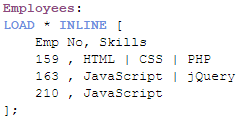 Employees:
LOAD * INLINE [
Emp No, Skills
159 , HTML | CSS | PHP
163 , JavaScript | jQuery
210 , JavaScript
];